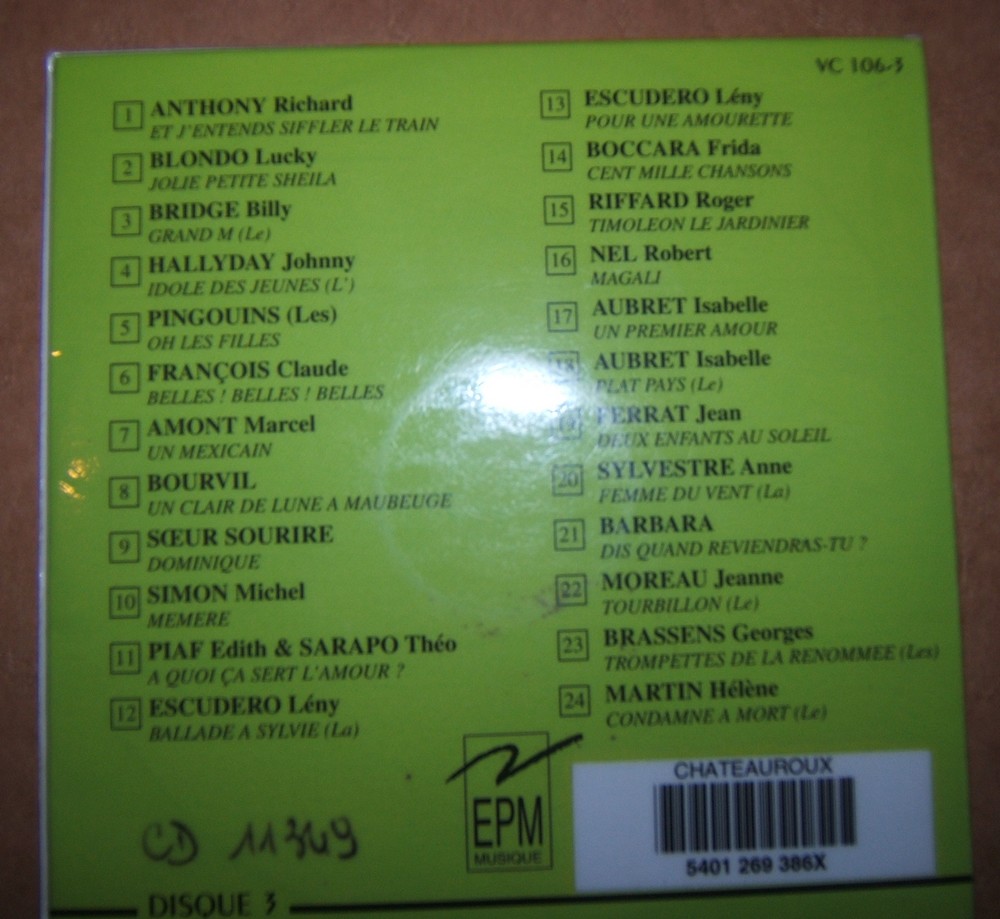 VC 106-3
1 ANTHONY Richard
ET J'ENTENDS SIFFLER LE TRAIN
2 BLONDO Lucky
JOLIE PETITE SHEILA
3 BRIDGE Billy
GRAND M (Le)
4 HALLYDAY Johnny
IDOLE DES JEUNES (L')
5 PINGOUINS (Les)
OH LES FILLES
6 FRANÇOIS Claude
BELLES ! BELLES ! BELLES
7 AMONT Marcel
UN MEXICAIN
8 BOURVIL
UN CLAIR DE LUNE A MAUBEUGE
9 SŒUR SOURIRE
DOMINIQUE
10 SIMON Michel
MEMERE
11 PIAF Edith & SARAPO Théo
A QUOI ÇA SERT L'AMOUR ?
12 ESCUDERO Lény
BALLADE A SYLVIE (La)
13 ESCUDERO Lény
POUR UNE AMOURETTE
14 BOCCARA Frida
CENT MILLE CHANSONS
15 RIFFARD Roger
TIMOLEON LE JARDINIER
16 NEL Robert
MAGALI
17 AUBRET Isabelle
UN PREMIER AMOUR
18 AUBRET Isabelle
PLAT PAYS (Le)
19 FERRAT Jean
DEUX ENFANTS AU SOLEIL
20 SYLVESTRE Anne
FEMME DU VENT (La)
21 BARBARA
DIS QUAND REVIENDRAS-TU ?
22 MOREAU Jeanne
TOURBILLON (Le)
23 BRASSENS Georges
TROMPETTES DE LA RENOMMEE (Les)
24 MARTIN Hélène
CONDAMNE A MORT (Le)
CD 11349
EPM
MUSIQUE
CHATEAUROUX
5401 269 386X
DISQUE 3